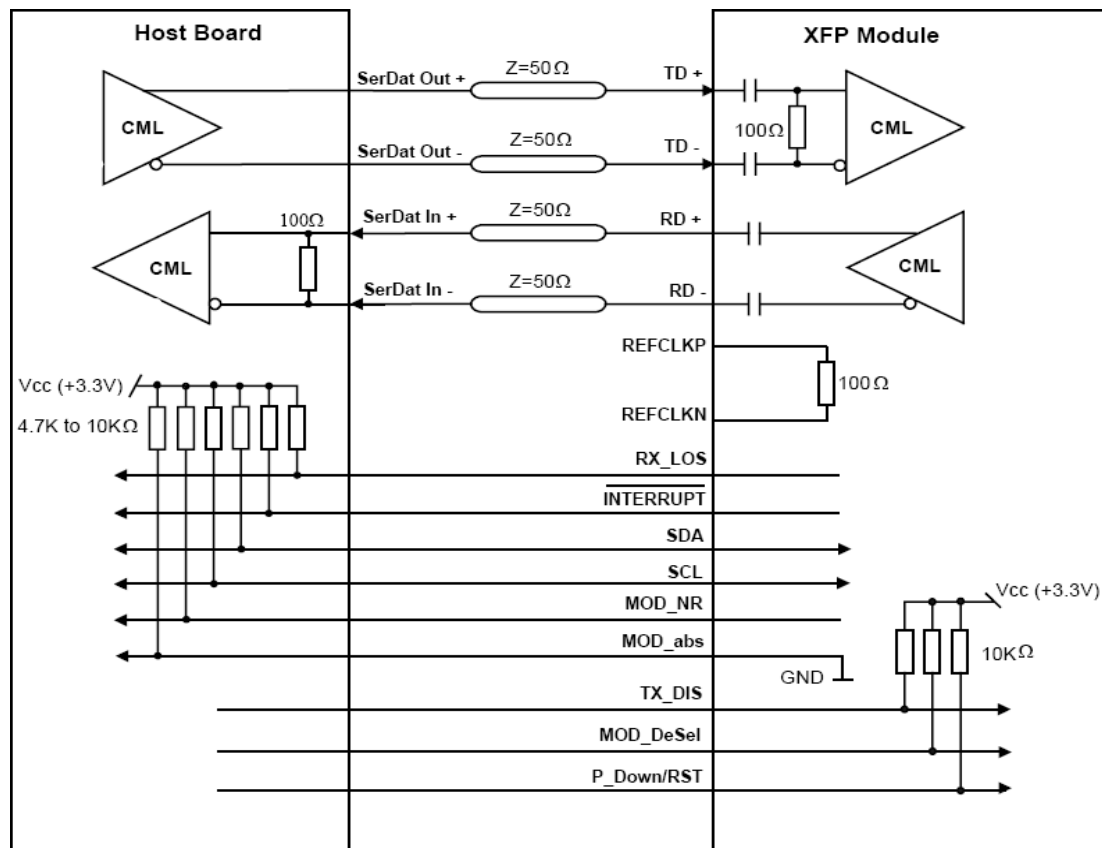 Host Board
XFP Module
SerDat Out +
Z=50Ω
TD +
CML
100Ω
CML
SerDat Out -
Z=50Ω
TD -
100Ω
SerDat In +
Z=50Ω
RD +
CML
CML
SerDat In -
Z=50Ω
RD -
REFCLKP
Vcc (+3.3V)
100Ω
4.7K to 10KΩ
REFCLKN
RX_LOS
INTERRUPT
SDA
SCL
Vcc (+3.3V)
MOD_NR
MOD_abs
10KΩ
GND
TX_DIS
MOD_DeSel
P_Down/RST